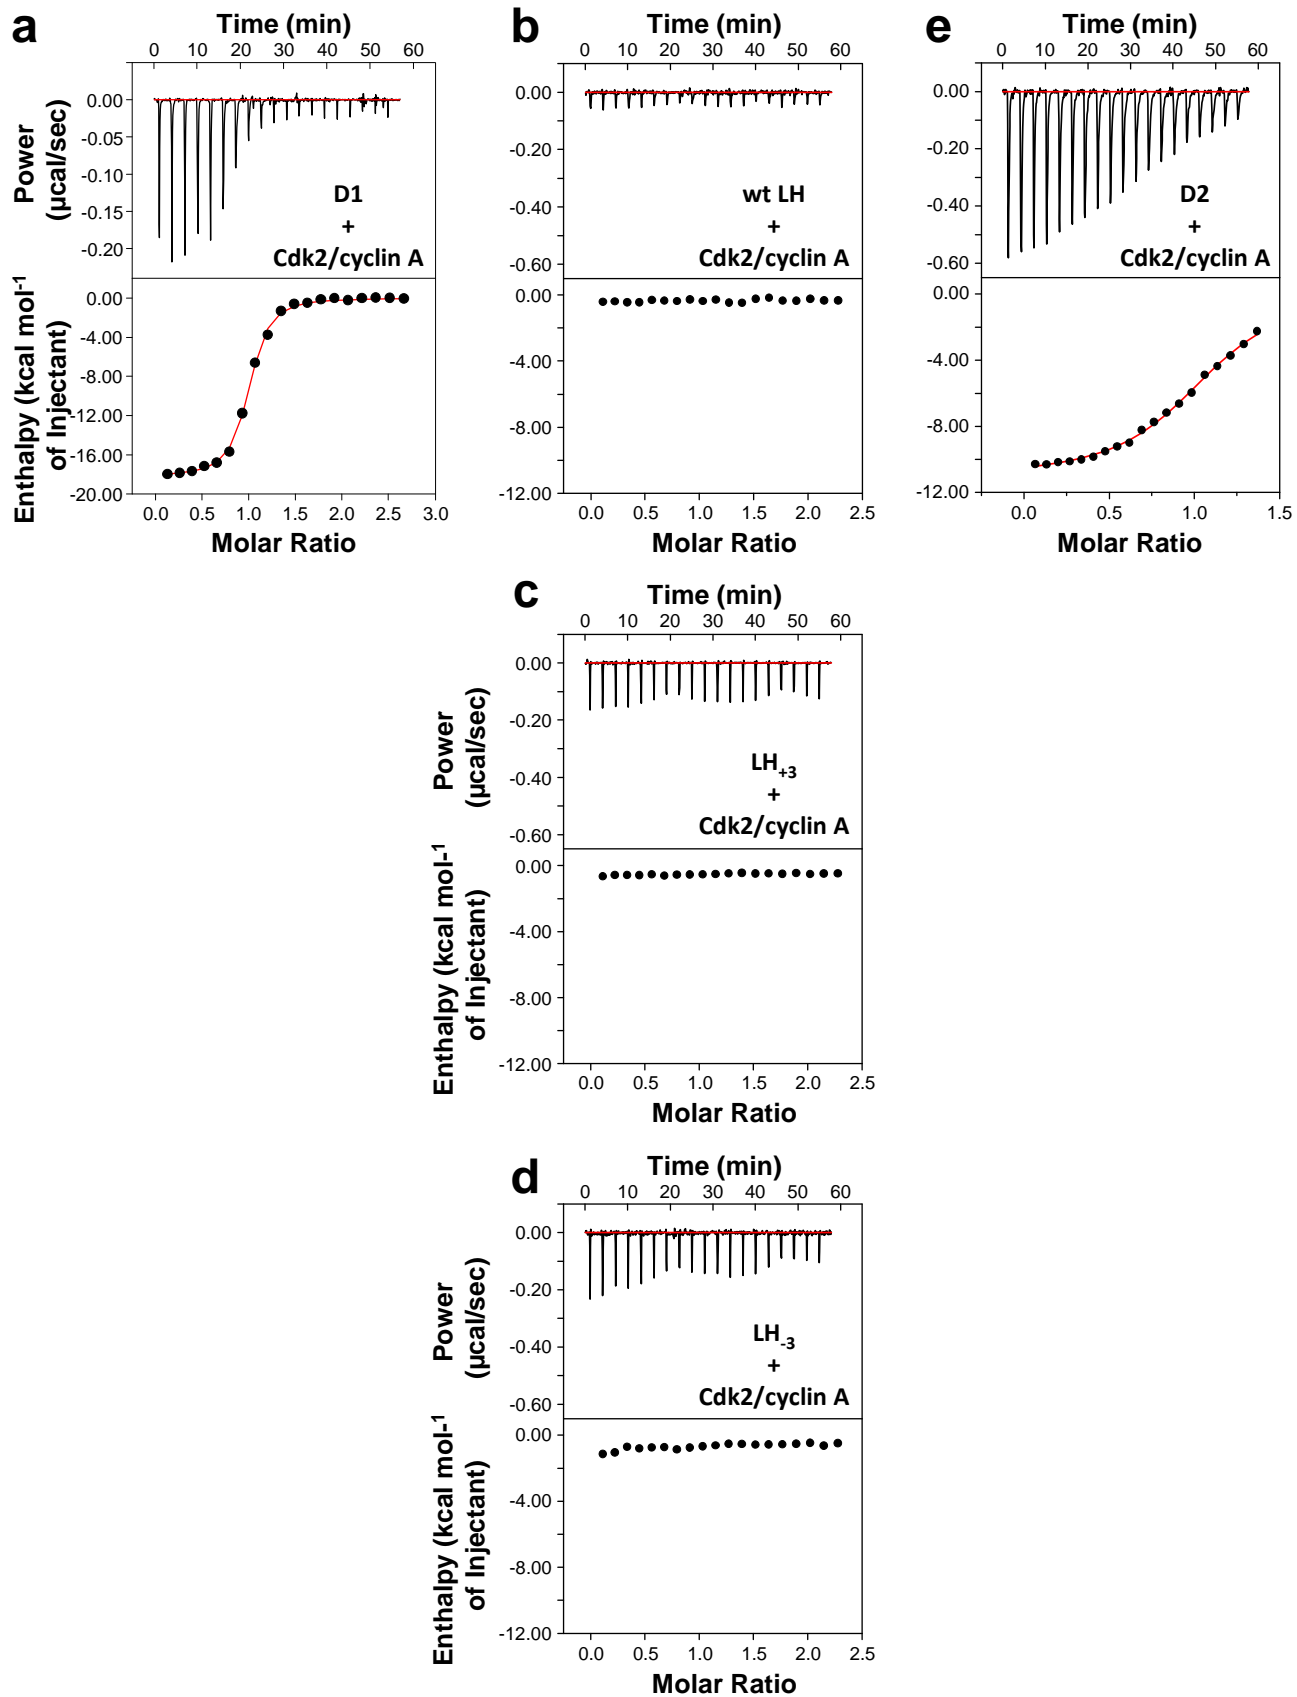 a
Time (min)
0 10 20 30 40 50 60
Power
(µcal/sec)
0.00
-0.05
-0.10
-0.15
-0.20
D1
+
Cdk2/cyclin A
Enthalpy (kcal mol-1
of Injectant)
0.00
-4.00
-8.00
-12.00
-16.00
-20.00
0.0 0.5 1.0 1.5 2.0 2.5 3.0
Molar Ratio
b
Time (min)
0 10 20 30 40 50 60
0.00
-0.20
-0.40
-0.60
wt LH
+
Cdk2/cyclin A
0.00
-4.00
-8.00
-12.00
0.0 0.5 1.0 1.5 2.0 2.5
Molar Ratio
e
Time (min)
0 10 20 30 40 50 60
0.00
-0.20
-0.40
-0.60
D2
+
Cdk2/cyclin A
0.00
-4.00
-8.00
-12.00
0.0 0.5 1.0 1.5
Molar Ratio
c
Time (min)
0 10 20 30 40 50 60
Power
(µcal/sec)
0.00
-0.20
-0.40
-0.60
LH+3
+
Cdk2/cyclin A
Enthalpy (kcal mol-1
of Injectant)
0.00
-4.00
-8.00
-12.00
0.0 0.5 1.0 1.5 2.0 2.5
Molar Ratio
d
Time (min)
0 10 20 30 40 50 60
Power
(µcal/sec)
0.00
-0.20
-0.40
-0.60
LH-3
+
Cdk2/cyclin A
Enthalpy (kcal mol-1
of Injectant)
0.00
-4.00
-8.00
-12.00
0.0 0.5 1.0 1.5 2.0 2.5
Molar Ratio